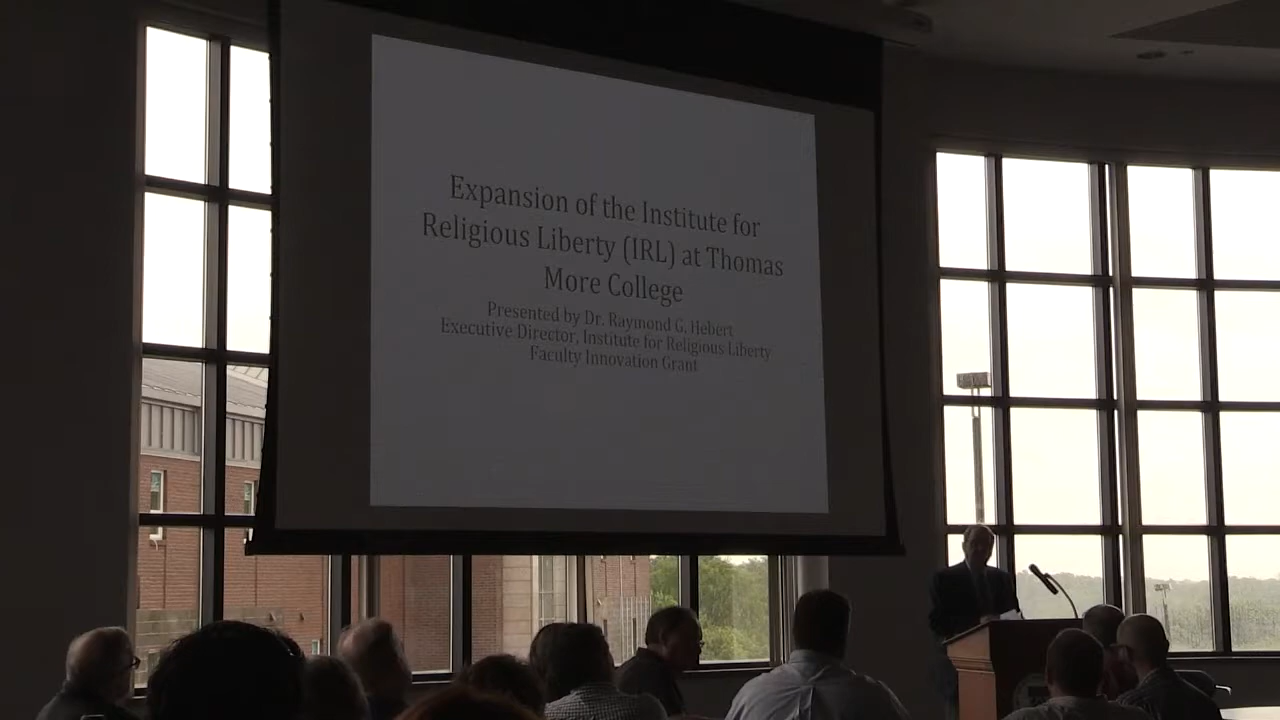 Expansion of the Institute for
Religious Liberty (IRL) at Thomas
More College
Presented by Dr. Raymond G. Hebert
Executive Director, Institute for Religious Liberty
Faculty Innovation Grant